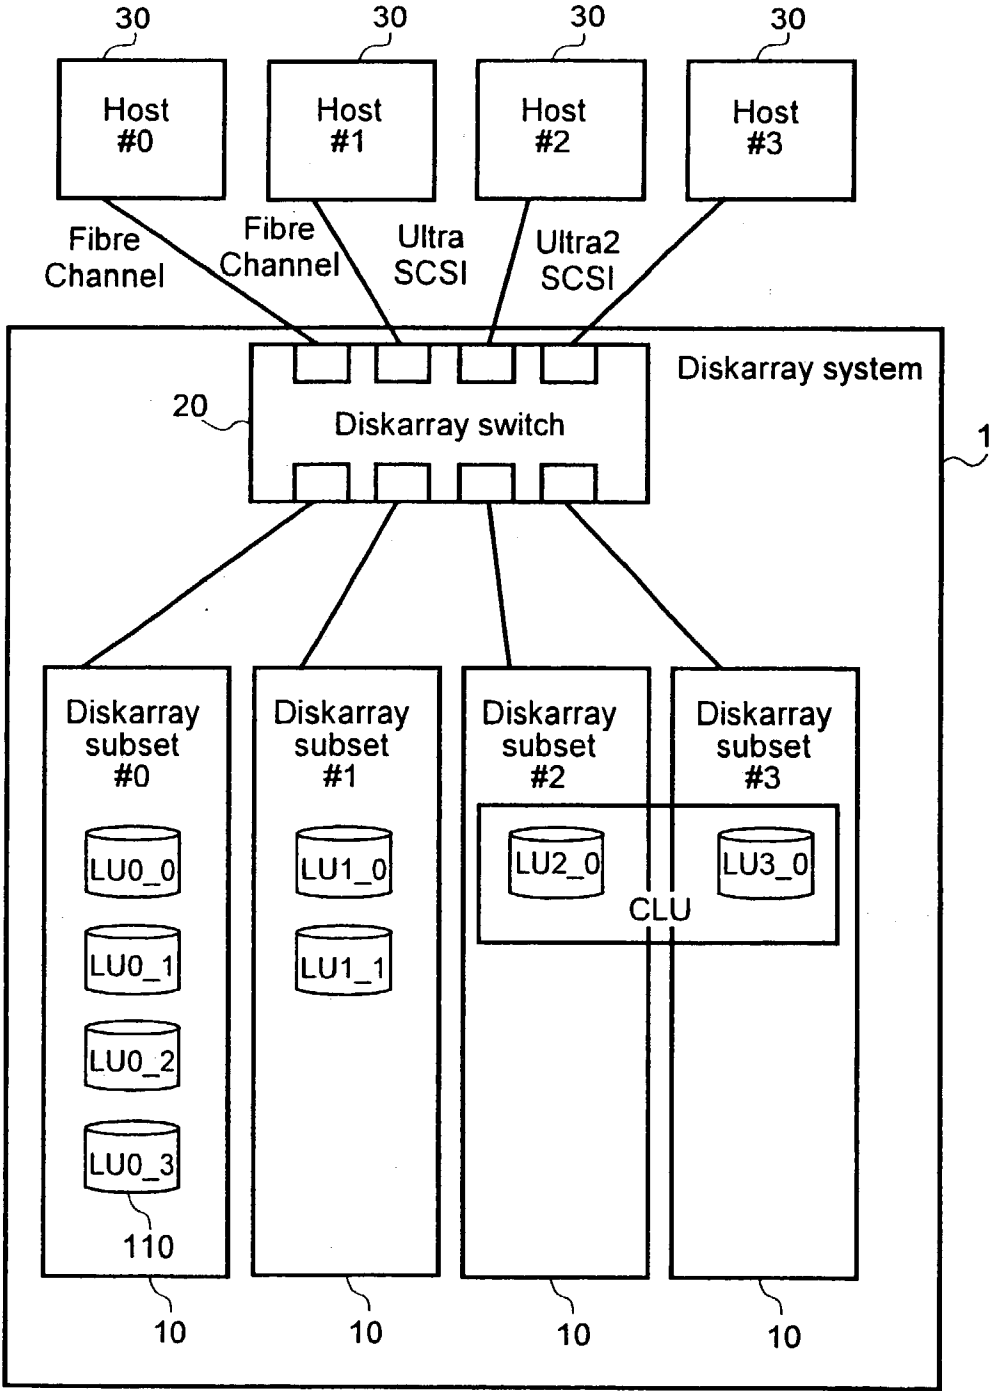 30
30
30
30
Host
#0
Host
#1
Host
#2
Host
#3
Fibre
Channel
Fibre
Channel
Ultra
SCSI
Ultra2
SCSI
Diskarray system
20
Diskarray switch
1
Diskarray
subset
#0
Diskarray
subset
#1
Diskarray
subset
#2
Diskarray
subset
#3
LU0_0
LU1_0
LU2_0
LU3_0
CLU
LU0_1
LU1_1
LU0_2
LU0_3
110
10
10
10
10